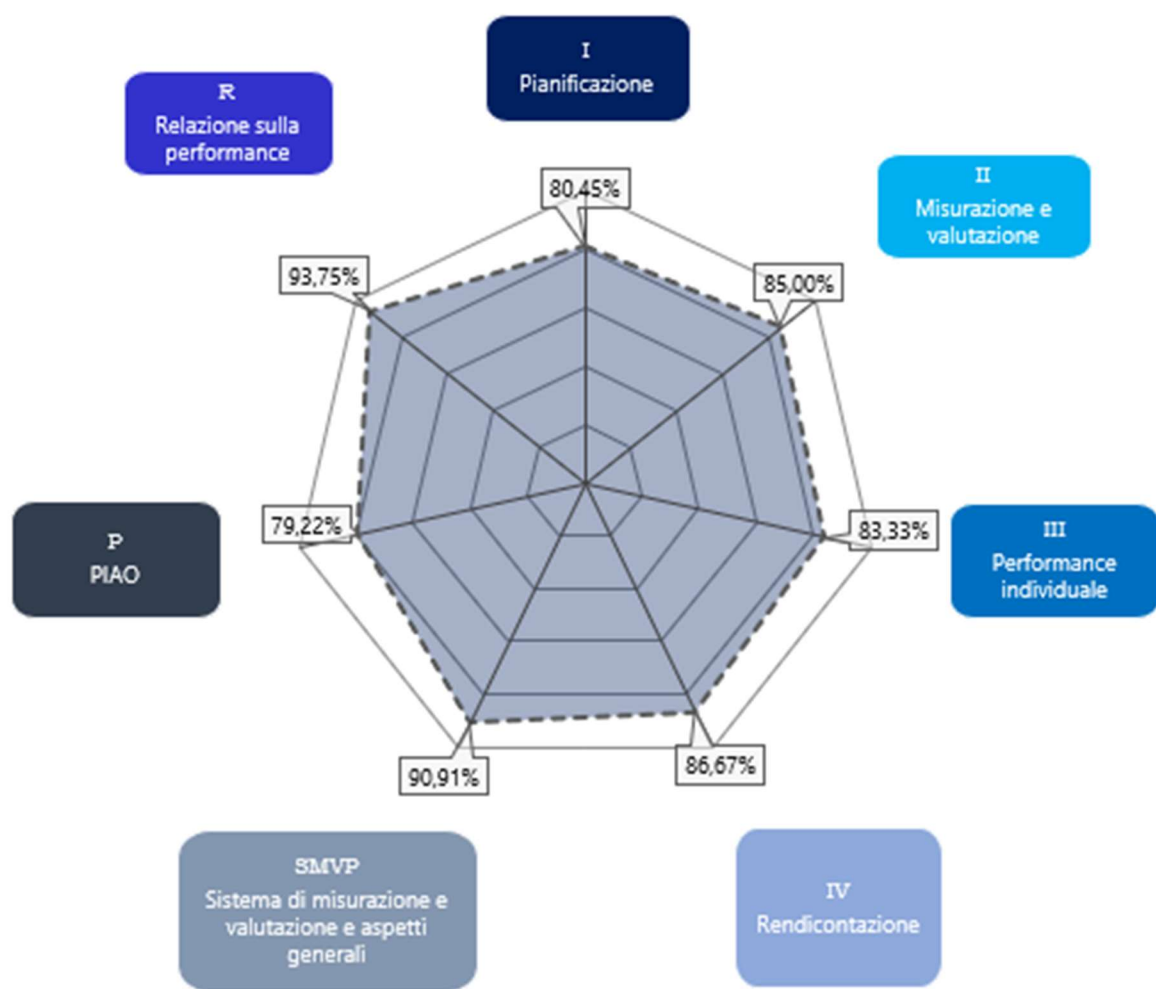 I
Pianificazione
R
Relazione sulla
performance
II
Misurazione e
valutazione
80,45%
93,75%
85,00%
P
PIAO
79,22%
83,33%
III
Performance
individuale
90,91%
86,67%
SMVP
Sistema di misurazione e
valutazione e aspetti
generali
IV
Rendicontazione